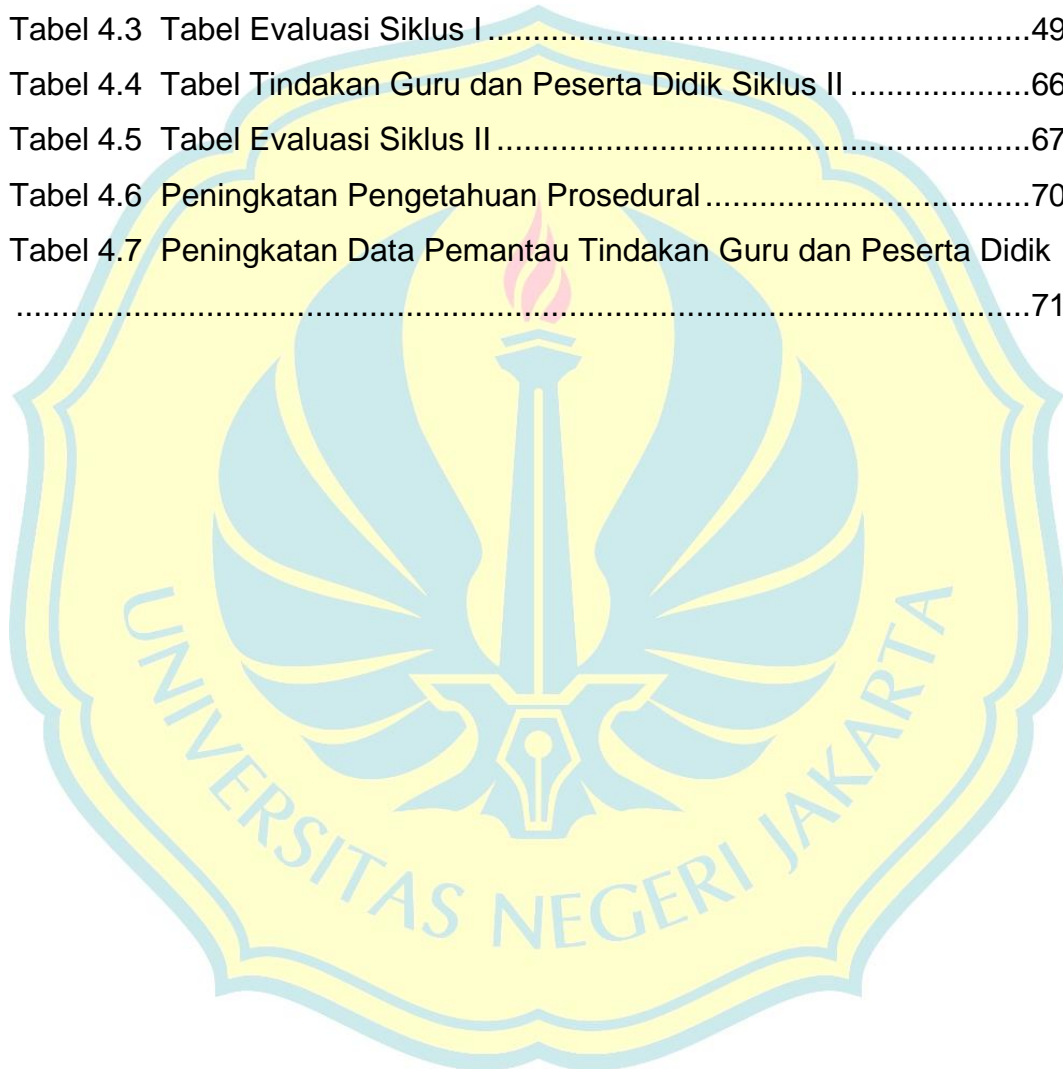 Tabel 4.3 Tabel Evaluasi Siklus I............................................................49
Tabel 4.4 Tabel Tindakan Guru dan Peserta Didik Siklus II....................66
Tabel 4.5 Tabel Evaluasi Siklus II...........................................................67
Tabel 4.6 Peningkatan Pengetahuan Prosedural....................................70
Tabel 4.7 Peningkatan Data Pemantau Tindakan Guru dan Peserta Didik
................................................................................................................71
UNIVERSITAS NEGERI JAKARTA